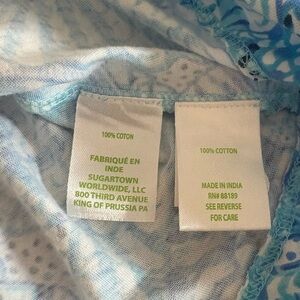 100% COTON
FABRIQUÉ EN
INDE
SUGARTOWN
WORLDWIDE, LLC
800 THIRD AVENUE
KING OF PRUSSIA PA
100% COTTON
MADE IN INDIA
RN# 88189
SEE REVERSE
FOR CARE